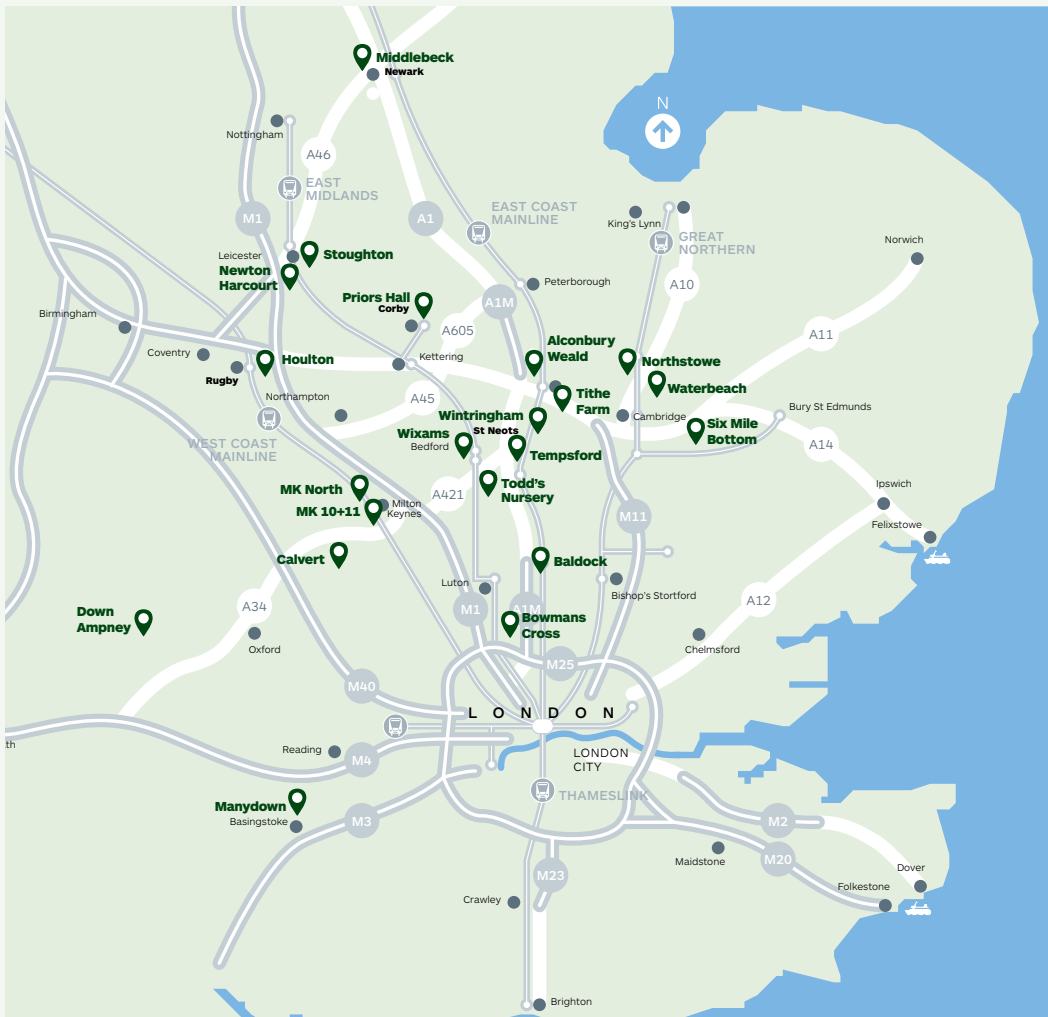 Middlebeck
Newark
N
Nottingham
A46
EAST
MIDLANDS
M1
A1
EAST COAST
MAINLINE
King's Lynn
GREAT
NORTHERN
Norwich
Leicester
Stoughton
Newton
Harcourt
Peterborough
A10
Priors Hall
Corby
A1M
A605
A11
Birmingham
Coventry
Rugby
Houlton
Kettering
Alconbury
Weald
Northstowe
Waterbeach
Northampton
A45
Tithe
Farm
Wintringham
St Neots
Cambridge
Bury St Edmunds
Six Mile
Bottom
WEST COAST
MAINLINE
Wixams
Bedford
Tempsford
A14
MK North
MK 10+11
Milton
Keynes
A421
Todd's
Nursery
Ipswich
Felixstowe
M11
Calvert
Baldock
Luton
Bishop's Stortford
A12
Down
Ampney
A34
Oxford
M1
A1M
Bowmans
Cross
Chelmsford
M25
M40
LONDON
th
Reading
M4
LONDON
CITY
THAMESLINK
Manydown
Basingstoke
M3
M2
Maidstone
M20
M23
Dover
Folkestone
Crawley
Brighton